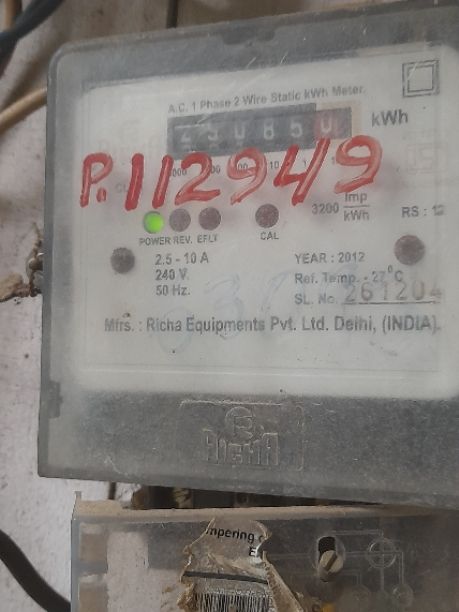 A.C. 1 Phase 2 Wire Static kWh Meter.
kWh
P.112949
3200 Imp/kWh
RS : 12
POWER REV. EFLT CAL
2.5 - 10 A
240 V.
50 Hz.
YEAR : 2012
Ref. Temp. - 27°C
SL. No. 261204
Mfrs. : Richa Equipments Pvt. Ltd. Delhi, (INDIA).
RICHA
mpering